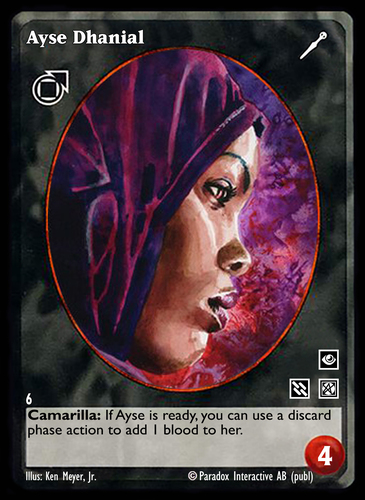 Ayse Dhanial
6
Camarilla: If Ayse is ready, you can use a discard
phase action to add 1 blood to her.
4
Illus: Ken Meyer, Jr. © Paradox Interactive AB (publ)